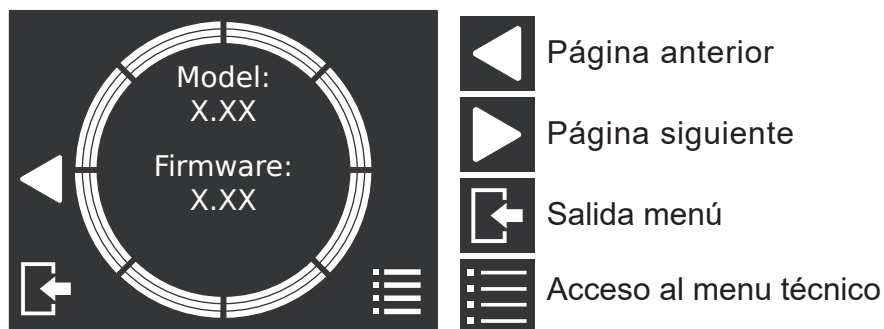 Model:
X.XX
Firmware:
X.XX
Página anterior
Página siguiente
Salida menú
Acceso al menu técnico